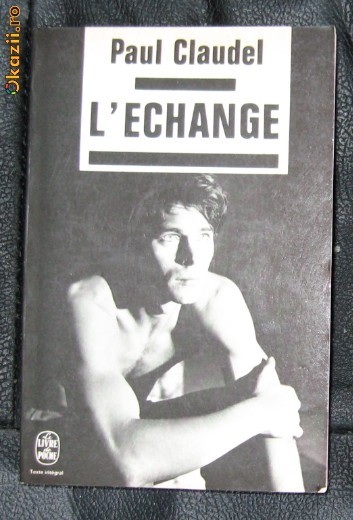 Okazii.ro
Paul Claudel
L'ECHANGE
Le
LIVRE
de
POCHE
Texte intégral